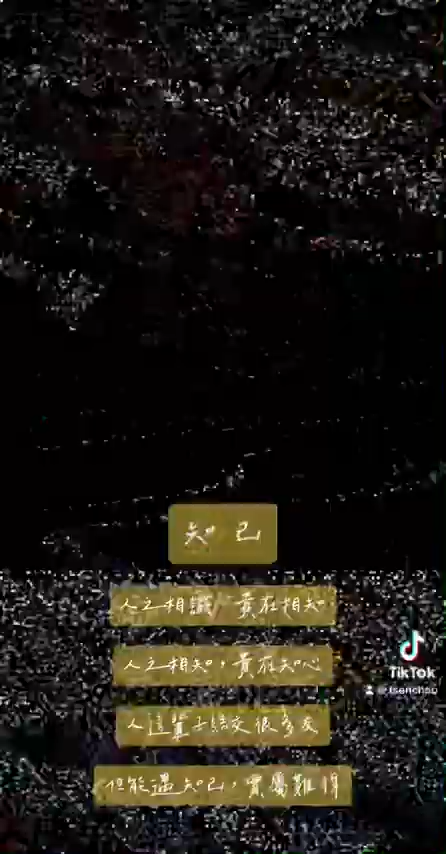 知 己
人之相識，貴在相知
人之相知，貴在知心
人這輩子結交很多友
但能遇知己，實屬難得
TikTok